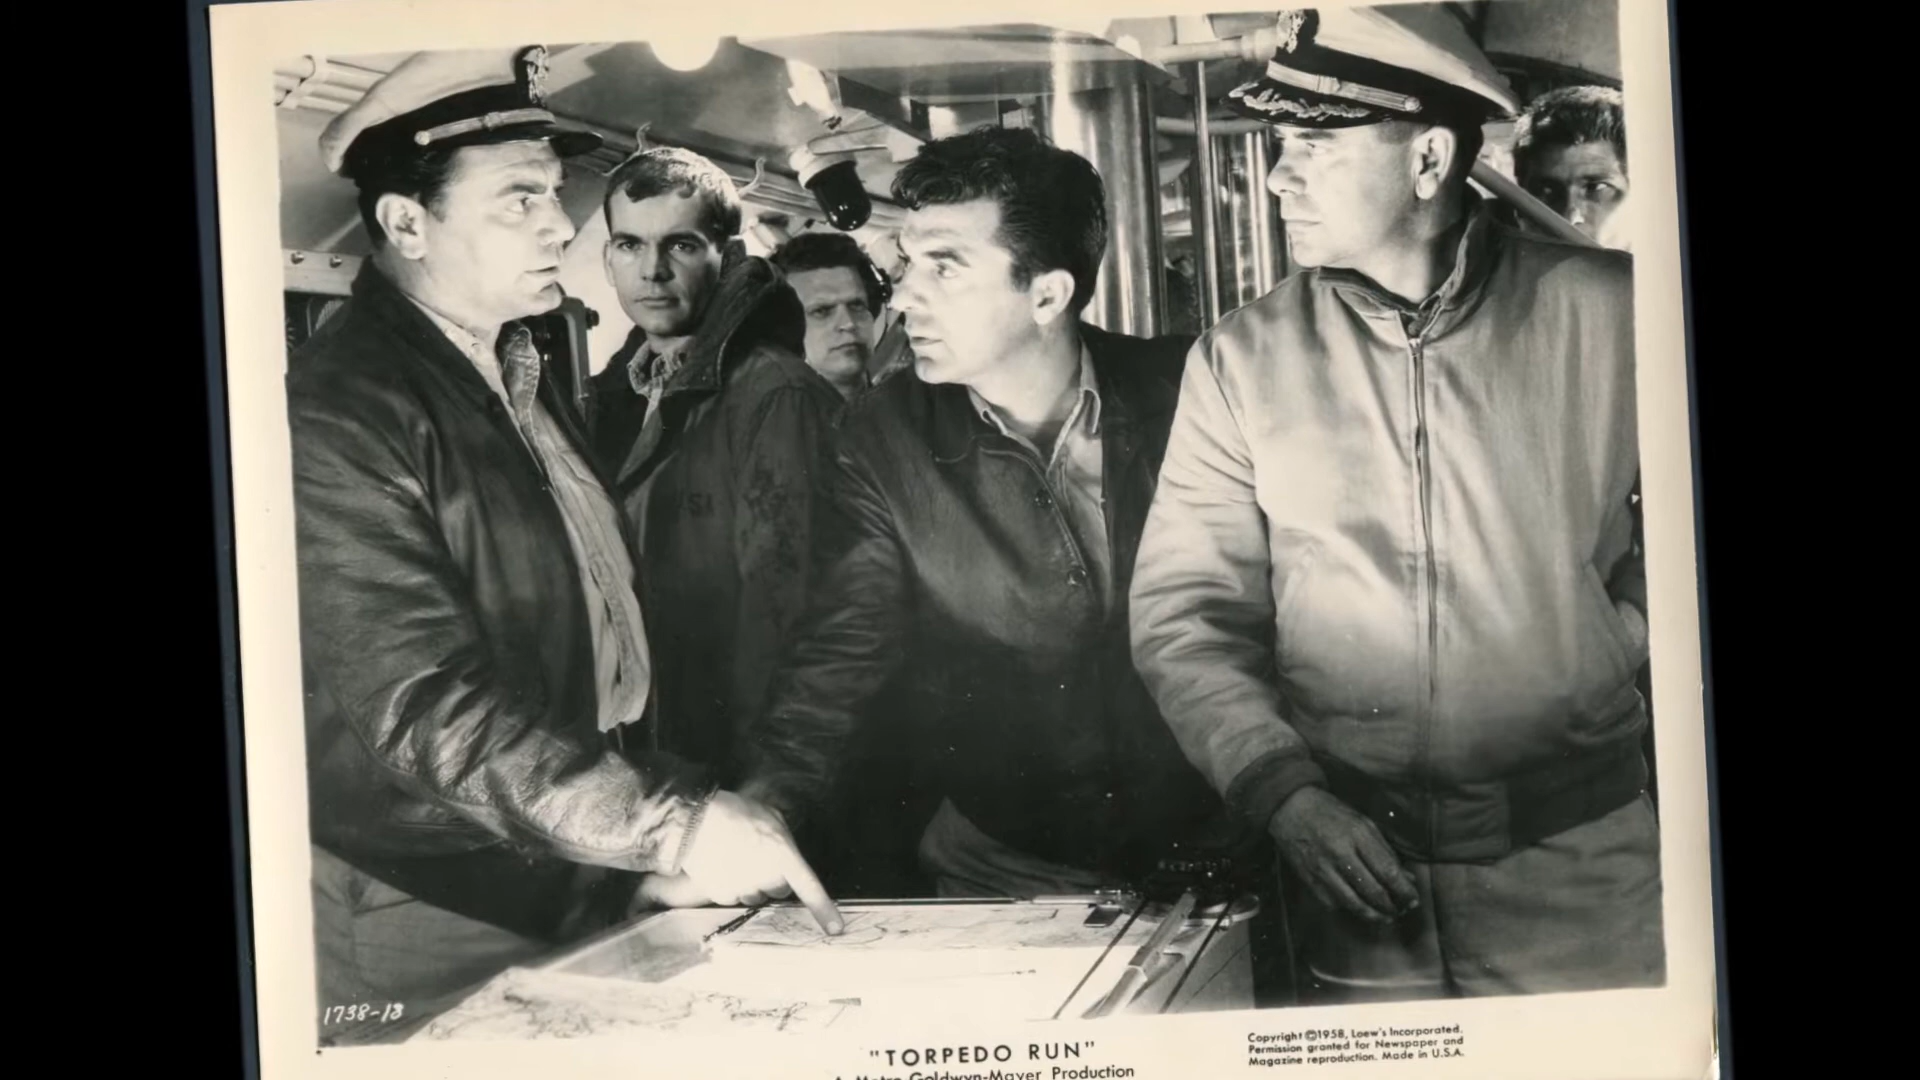 USA
1738-13
"TORPEDO RUN"
A Metro-Goldwyn-Mayer Production
Copyright ©1958, Loew's Incorporated.
Permission granted for Newspaper and
Magazine reproduction. Made in U.S.A.